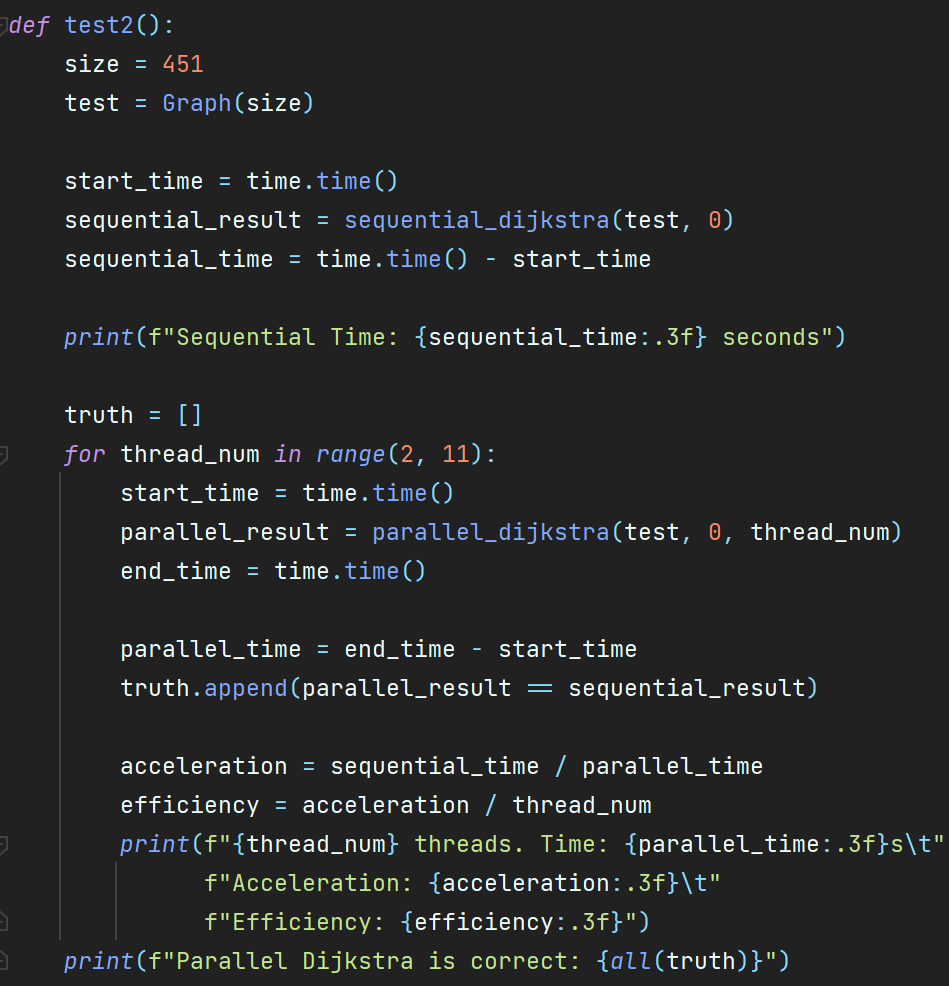 def test2():
    size = 451
    test = Graph(size)

    start_time = time.time()
    sequential_result = sequential_dijkstra(test, 0)
    sequential_time = time.time() - start_time

    print(f"Sequential Time: {sequential_time:.3f} seconds")

    truth = []
    for thread_num in range(2, 11):
        start_time = time.time()
        parallel_result = parallel_dijkstra(test, 0, thread_num)
        end_time = time.time()

        parallel_time = end_time - start_time
        truth.append(parallel_result == sequential_result)

        acceleration = sequential_time / parallel_time
        efficiency = acceleration / thread_num
        print(f"{thread_num} threads. Time: {parallel_time:.3f}s\t"
              f"Acceleration: {acceleration:.3f}\t"
              f"Efficiency: {efficiency:.3f}")
    print(f"Parallel Dijkstra is correct: {all(truth)}")